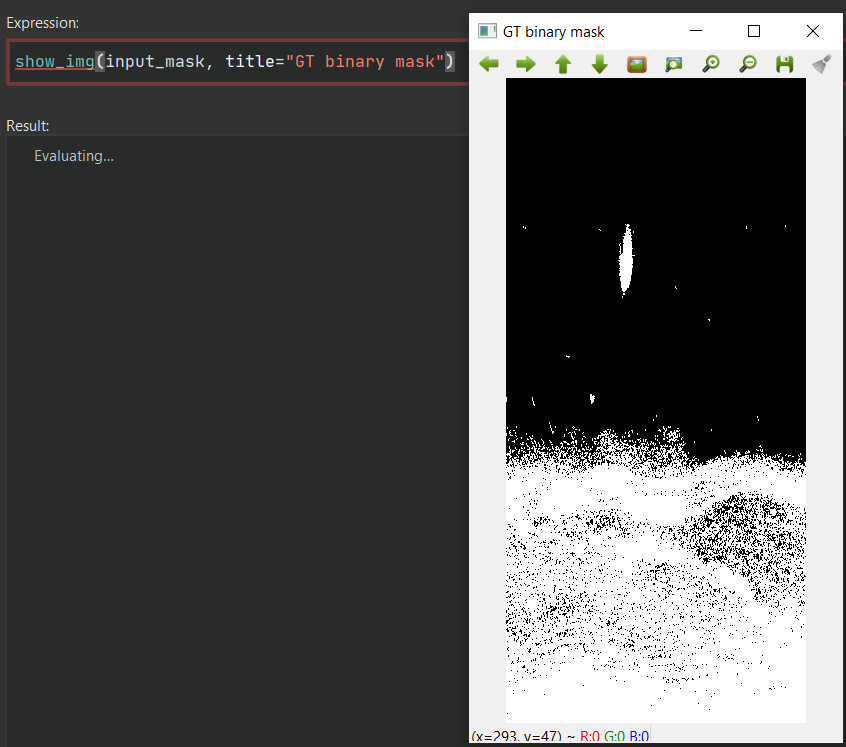 Expression:
show_img(input_mask, title="GT binary mask")
Result:
Evaluating...
GT binary mask
(x=293, y=47) ~ R:0 G:0 B:0